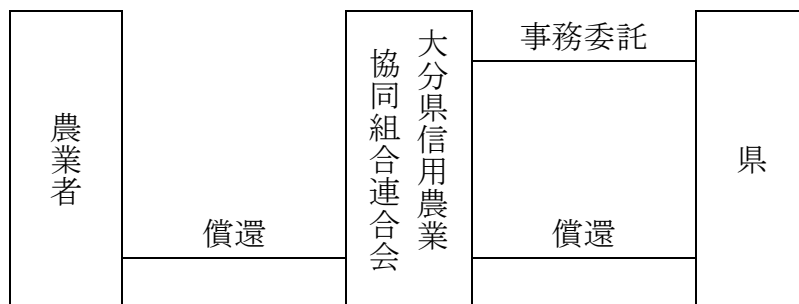 農業者
償還
大分県信用農業
協同組合連合会
事務委託
償還
県